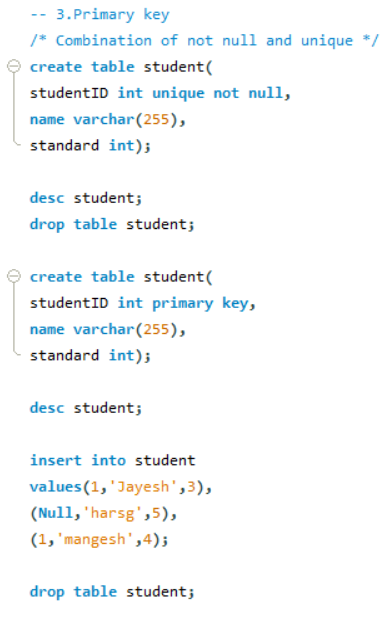 -- 3.Primary key
/* Combination of not null and unique */
create table student(
studentID int unique not null,
name varchar(255),
standard int);
desc student;
drop table student;
create table student(
studentID int primary key,
name varchar(255),
standard int);
desc student;
insert into student
values(1,'Jayesh',3),
(Null,'harsg',5),
(1,'mangesh',4);
drop table student;